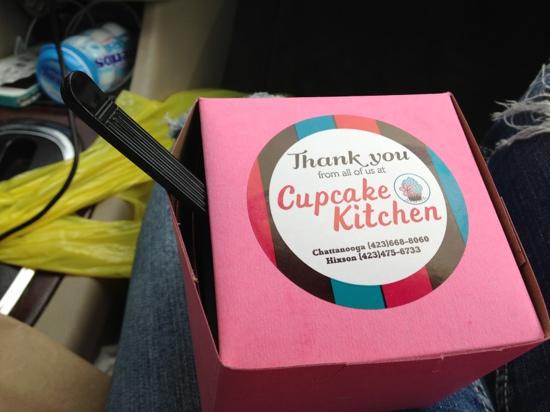 Thank you
from all of us at
Cupcake
Kitchen
Chattanooga (423)668-8060
Hixson (423)475-6733